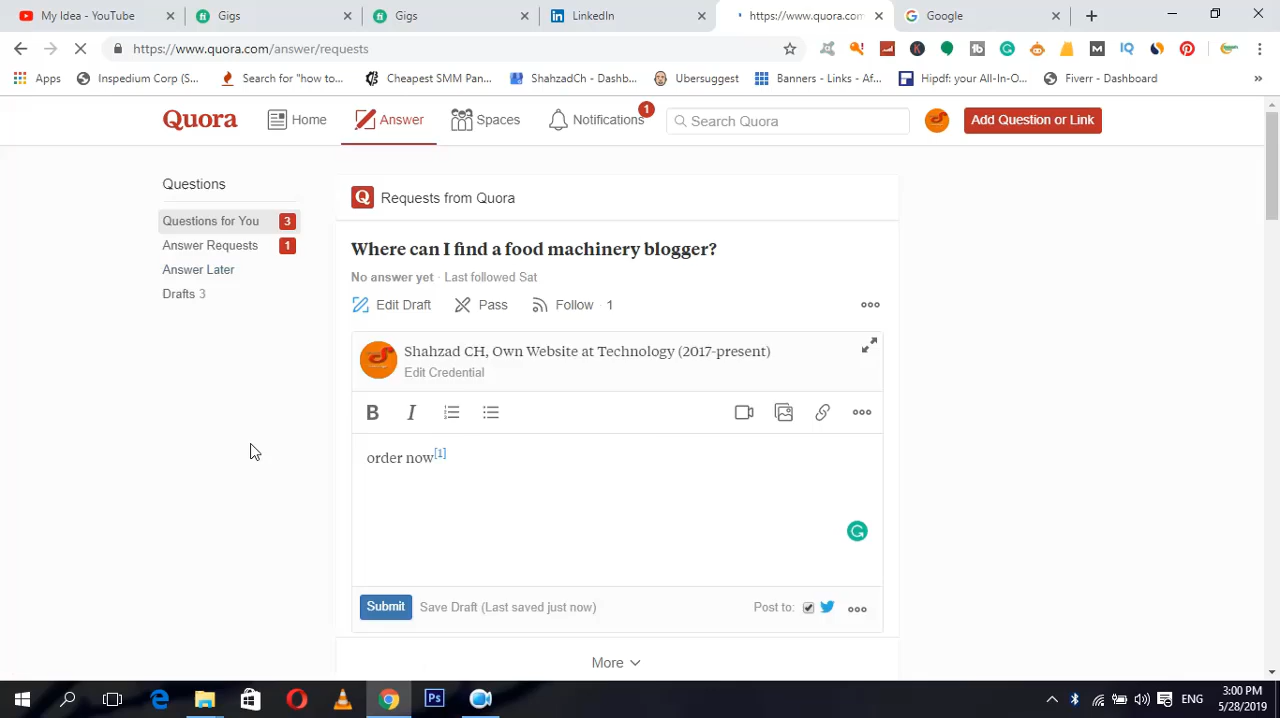 My Idea - YouTube
Gigs
Gigs
LinkedIn
https://www.quora.com
Google
https://www.quora.com/answer/requests
Apps
Inspedium Corp (S...
Search for "how to...
Cheapest SMM Pan...
ShahzadCh - Dashb...
Ubersuggest
Banners - Links - Af...
Hipdf: your All-In-O...
Fiverr - Dashboard
Quora
Home
Answer
Spaces
Notifications
1
Search Quora
Add Question or Link
Questions
Questions for You 3
Answer Requests 1
Answer Later
Drafts 3
Requests from Quora
Where can I find a food machinery blogger?
No answer yet · Last followed Sat
Edit Draft
Pass
Follow · 1
Shahzad CH, Own Website at Technology (2017-present)
Edit Credential
B I
order now[1]
Submit
Save Draft (Last saved just now)
Post to:
More
Ps
ENG
3:00 PM
5/28/2019